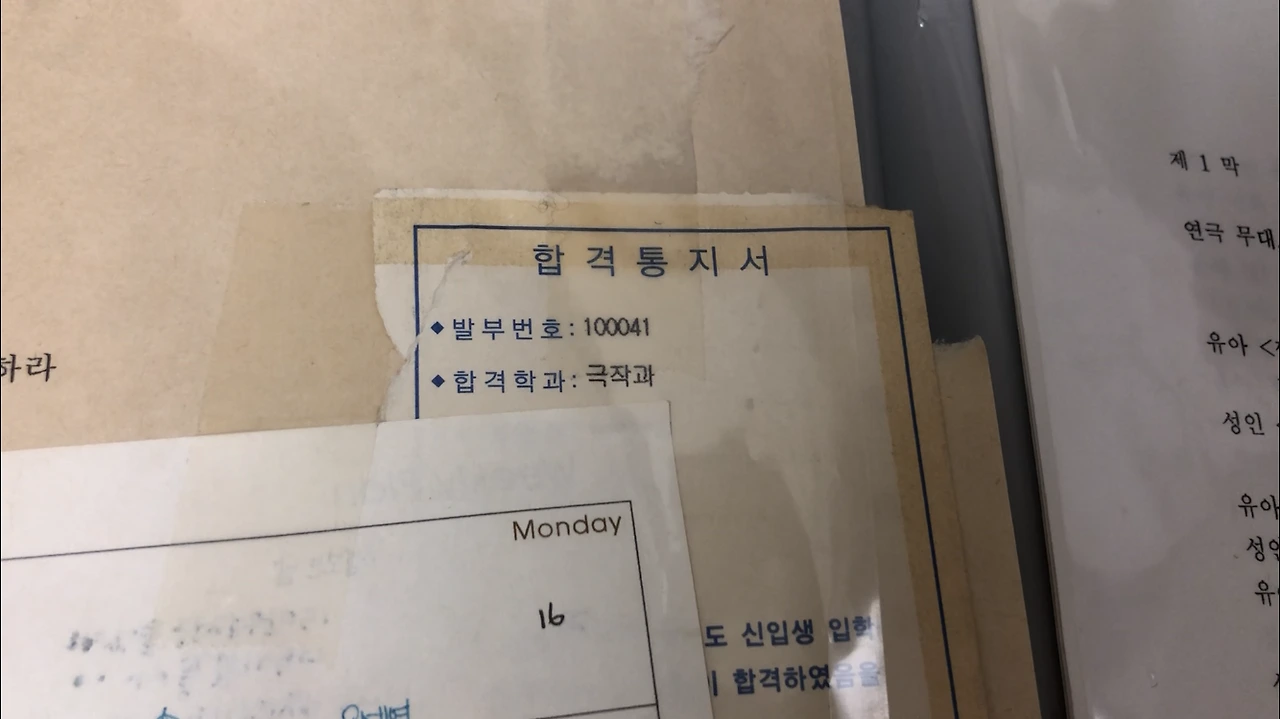 합격통지서
◆ 발부번호: 100041
◆ 합격학과: 극작과
하라
Monday
16
도 신입생 입학
합격하였음을
제 1 막
연극 무대
유아
성인
유아
성인